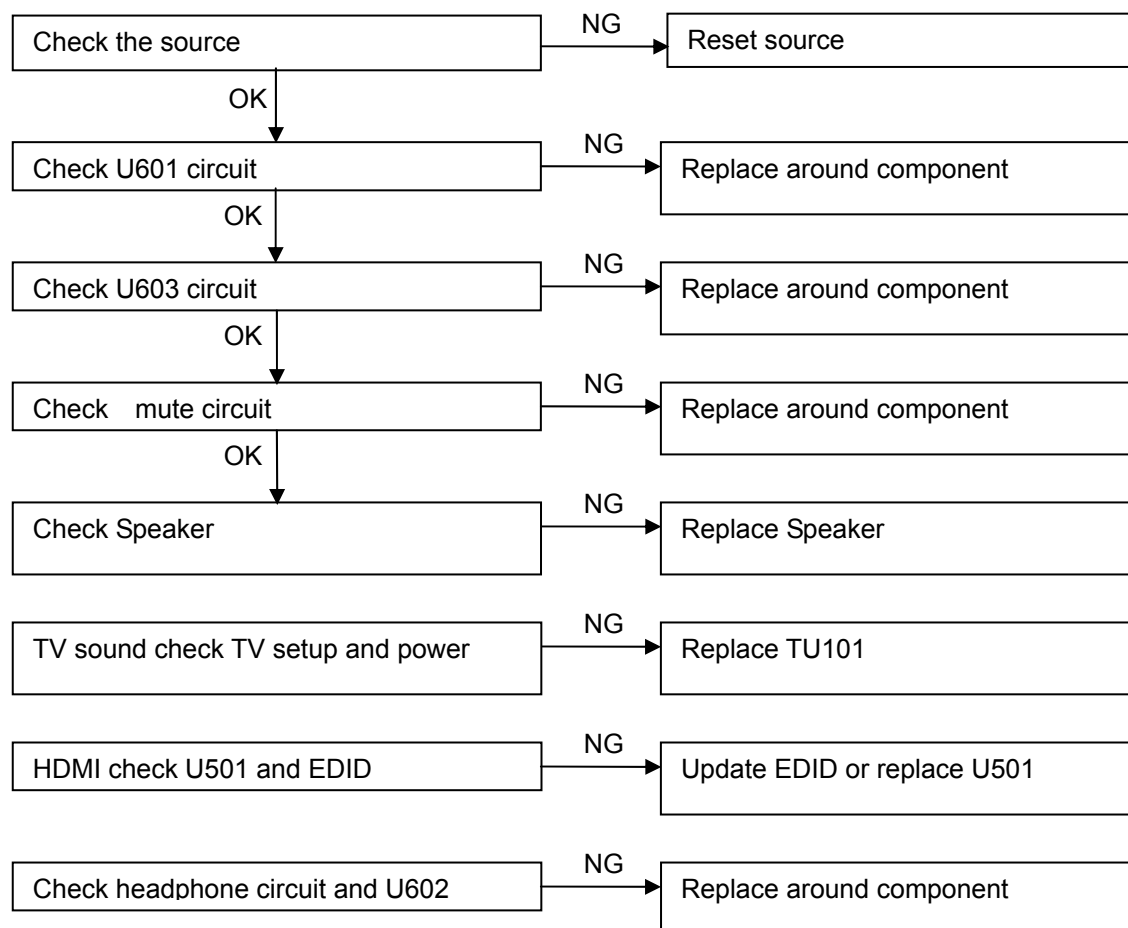 Check the source
NG
Reset source
OK
Check U601 circuit
NG
Replace around component
OK
Check U603 circuit
NG
Replace around component
OK
Check mute circuit
NG
Replace around component
OK
Check Speaker
NG
Replace Speaker
TV sound check TV setup and power
NG
Replace TU101
HDMI check U501 and EDID
NG
Update EDID or replace U501
Check headphone circuit and U602
NG
Replace around component